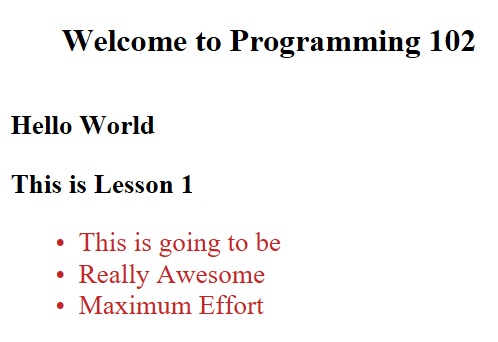 Welcome to Programming 102
Hello World
This is Lesson 1
• This is going to be
• Really Awesome
• Maximum Effort